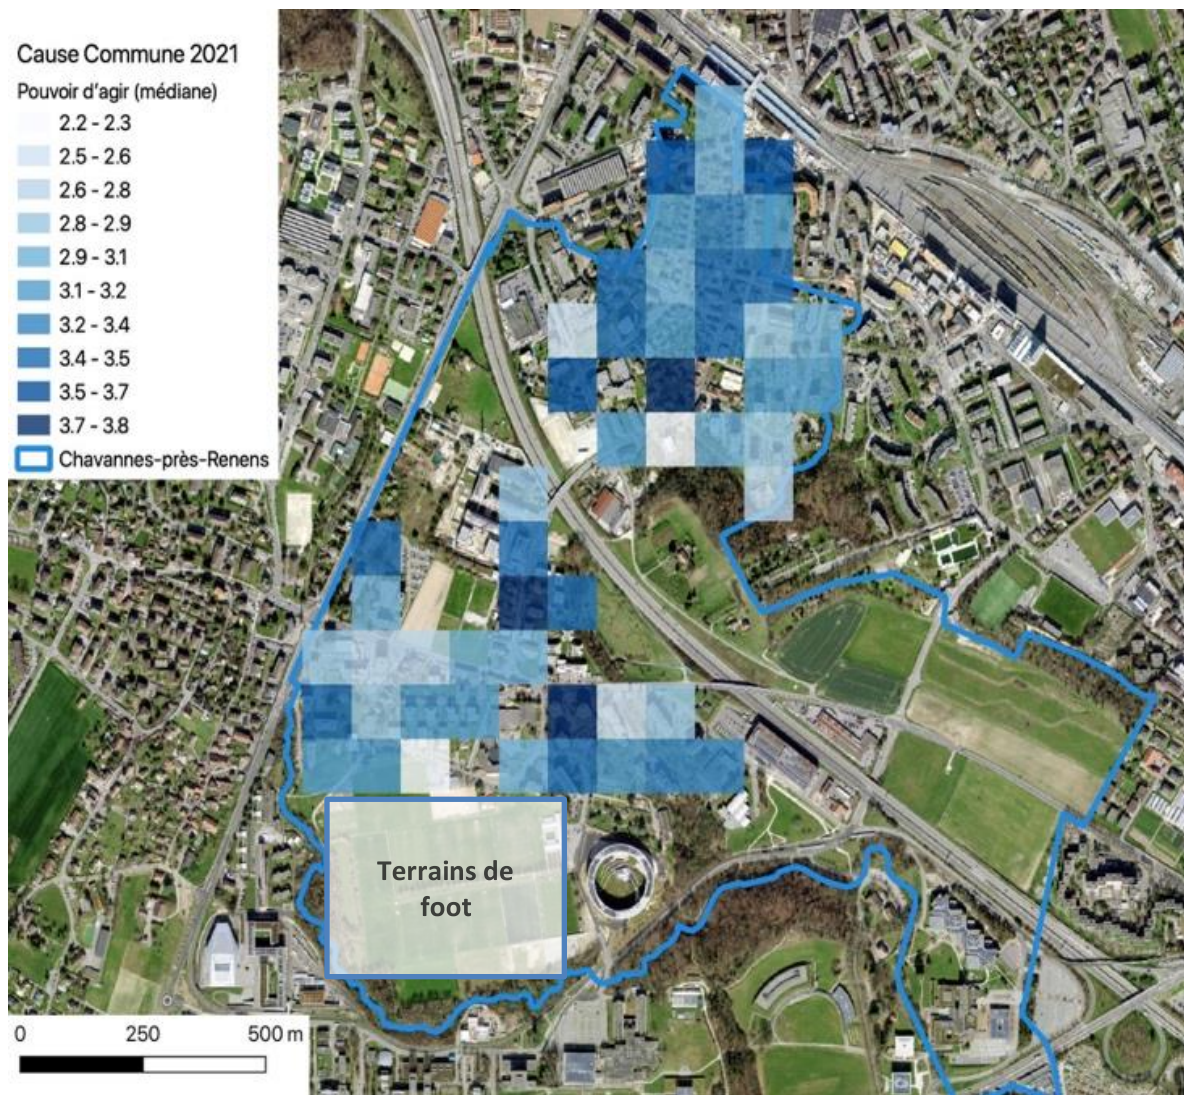 Cause Commune 2021
Pouvoir d'agir (médiane)
2.2 - 2.3
2.5 - 2.6
2.6 - 2.8
2.8 - 2.9
2.9 - 3.1
3.1 - 3.2
3.2 - 3.4
3.4 - 3.5
3.5 - 3.7
3.7 - 3.8
Chavannes-près-Renens
Terrains de
foot
0 250 500 m